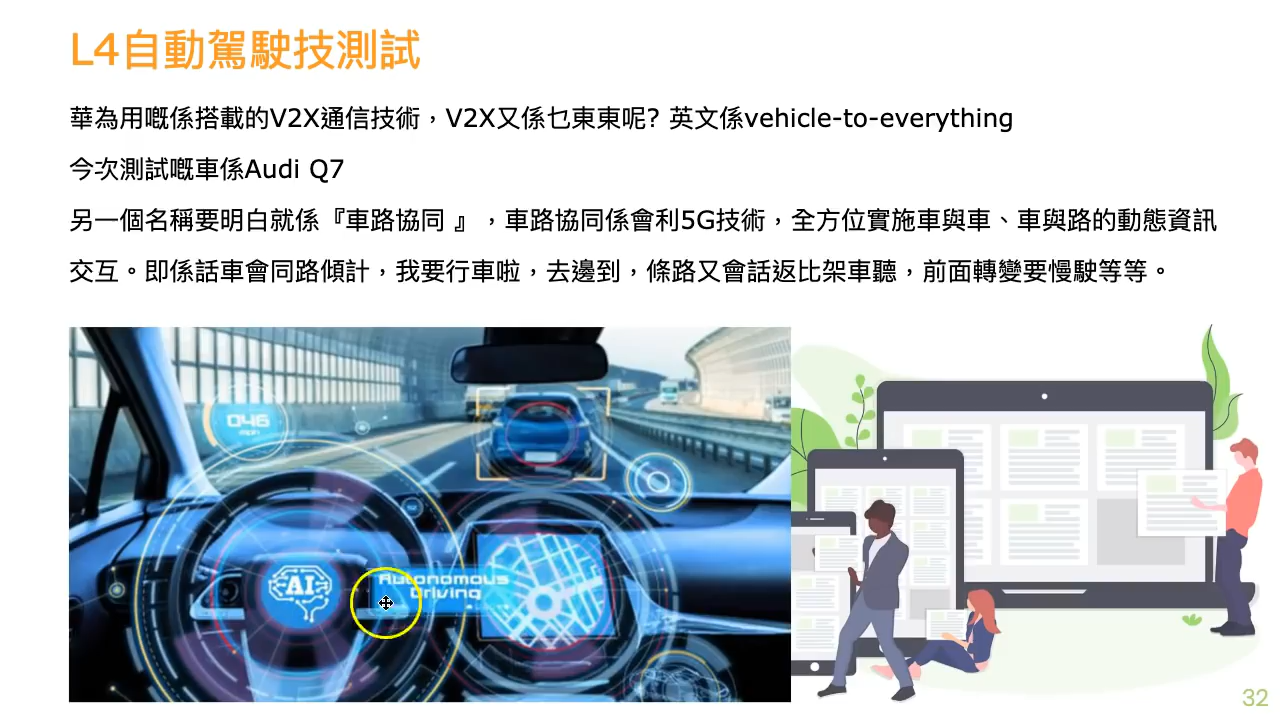 L4自動駕駛技測試
華為用嘅係搭載的V2X通信技術，V2X又係乜東東呢? 英文係vehicle-to-everything
今次測試嘅車係Audi Q7
另一個名稱要明白就係『車路協同 』，車路協同係會利5G技術，全方位實施車與車、車與路的動態資訊
交互。即係話車會同路傾計，我要行車啦，去邊到，條路又會話返比架車聽，前面轉變要慢駛等等。
046
mph
AI
Autonomous
Driving
32